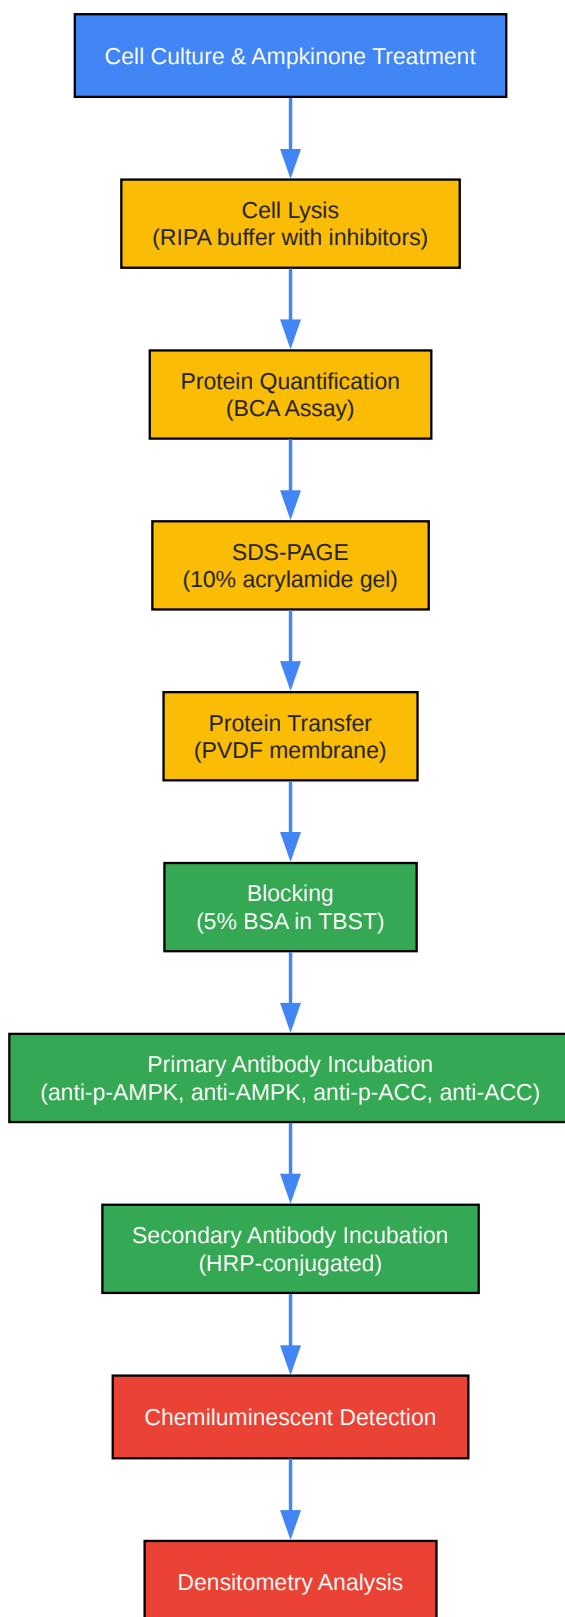 Cell Culture & Ampkinone Treatment
Cell Lysis
(RIPA buffer with inhibitors)
Protein Quantification
(BCA Assay)
SDS-PAGE
(10% acrylamide gel)
Protein Transfer
(PVDF membrane)
Blocking
(5% BSA in TBST)
Primary Antibody Incubation
(anti-p-AMPK, anti-AMPK, anti-p-ACC, anti-ACC)
Secondary Antibody Incubation
(HRP-conjugated)
Chemiluminescent Detection
Densitometry Analysis